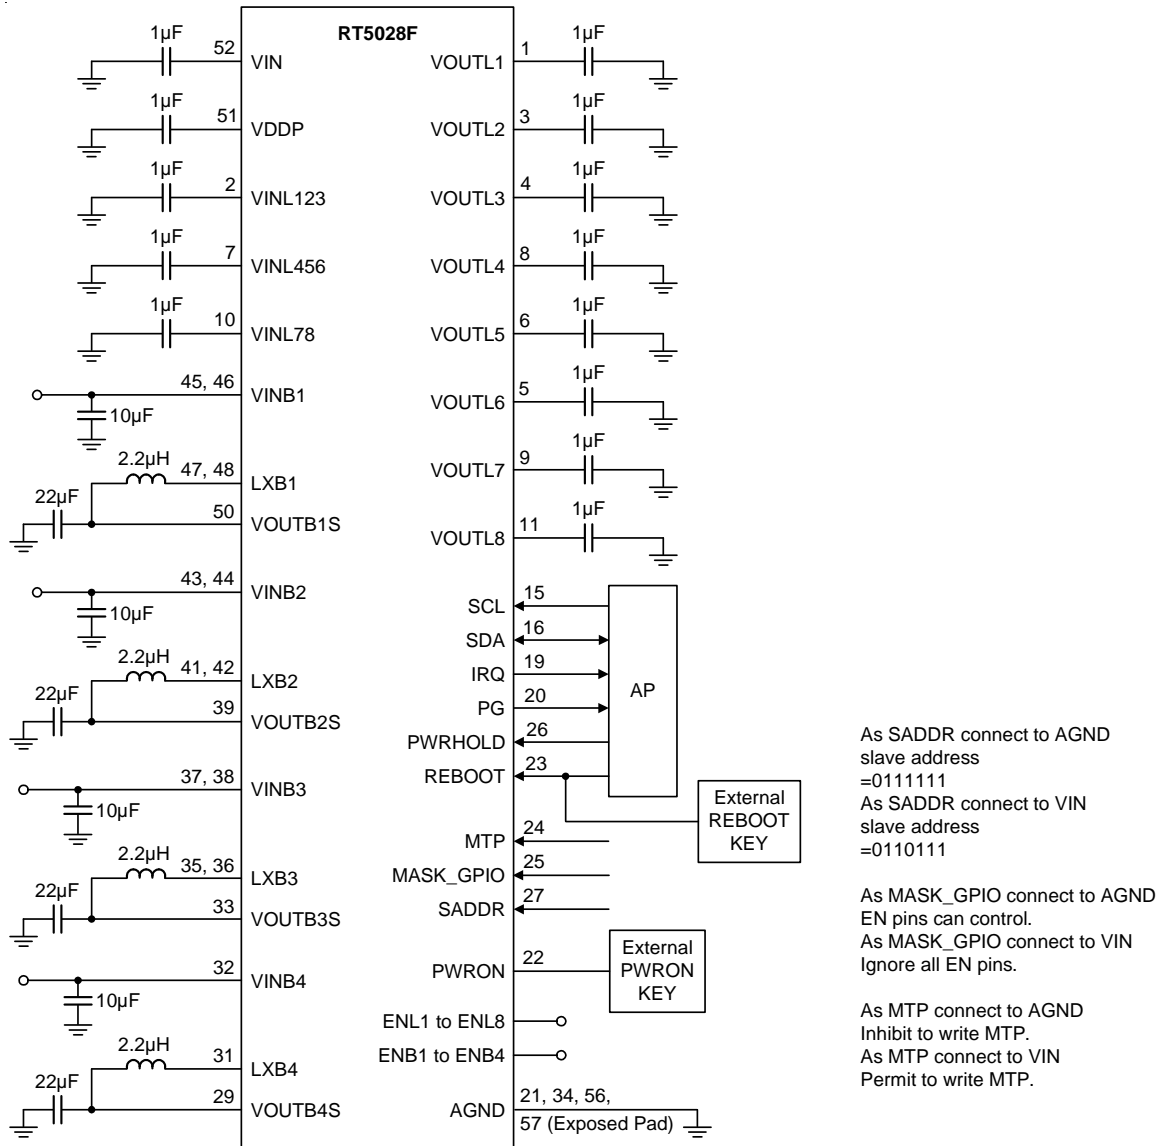 RT5028F
1µF
52
VIN
1µF
51
VDDP
1µF
2
VINL123
1µF
7
VINL456
1µF
10
VINL78
45, 46
VINB1
10µF
2.2µH
47, 48
LXB1
22µF
50
VOUTB1S
43, 44
VINB2
10µF
2.2µH
41, 42
LXB2
22µF
39
VOUTB2S
37, 38
VINB3
10µF
2.2µH
35, 36
LXB3
22µF
33
VOUTB3S
32
VINB4
10µF
2.2µH
31
LXB4
22µF
29
VOUTB4S
VOUTL1
1
1µF
VOUTL2
3
1µF
VOUTL3
4
1µF
VOUTL4
8
1µF
VOUTL5
6
1µF
VOUTL6
5
1µF
VOUTL7
9
1µF
VOUTL8
11
1µF
SCL
15
SDA
16
IRQ
19
PG
20
PWRHOLD
26
REBOOT
23
AP
External
REBOOT
KEY
MTP
24
MASK_GPIO
25
SADDR
27
PWRON
22
External
PWRON
KEY
ENL1 to ENL8
ENB1 to ENB4
AGND
21, 34, 56,
57 (Exposed Pad)
As SADDR connect to AGND
slave address
=0111111
As SADDR connect to VIN
slave address
=0110111
As MASK_GPIO connect to AGND
EN pins can control.
As MASK_GPIO connect to VIN
Ignore all EN pins.
As MTP connect to AGND
Inhibit to write MTP.
As MTP connect to VIN
Permit to write MTP.